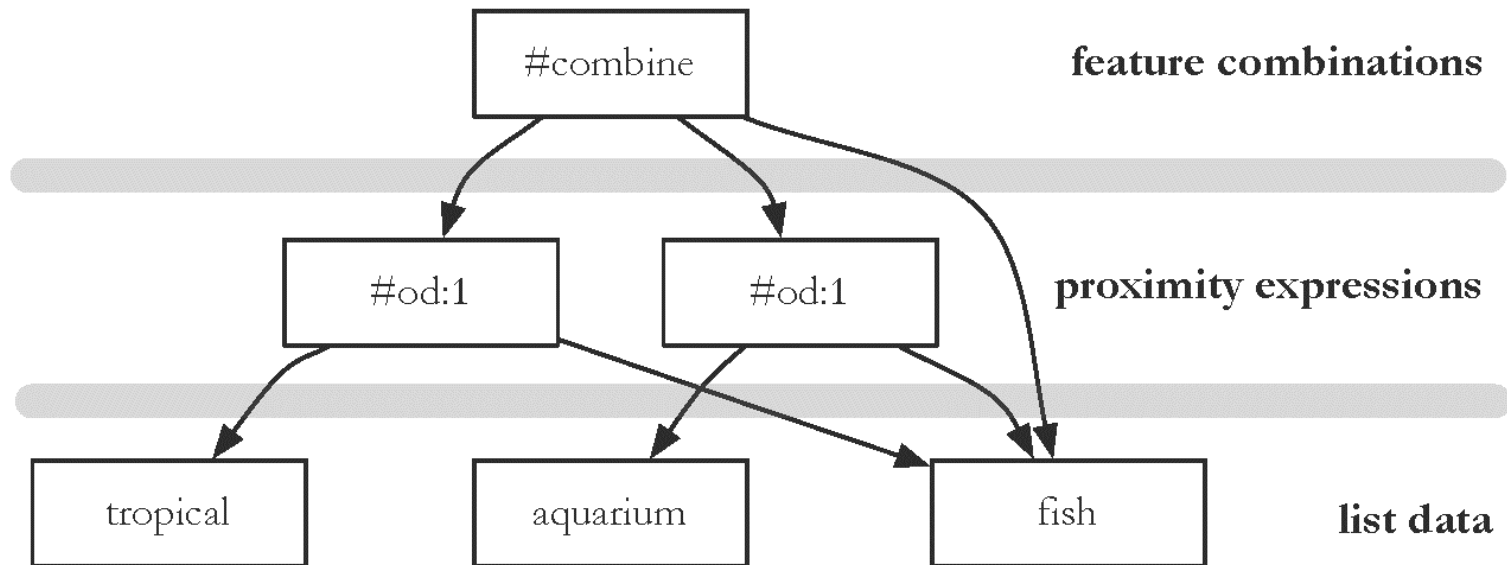 #combine
feature combinations
#od:1
#od:1
proximity expressions
tropical
aquarium
fish
list data